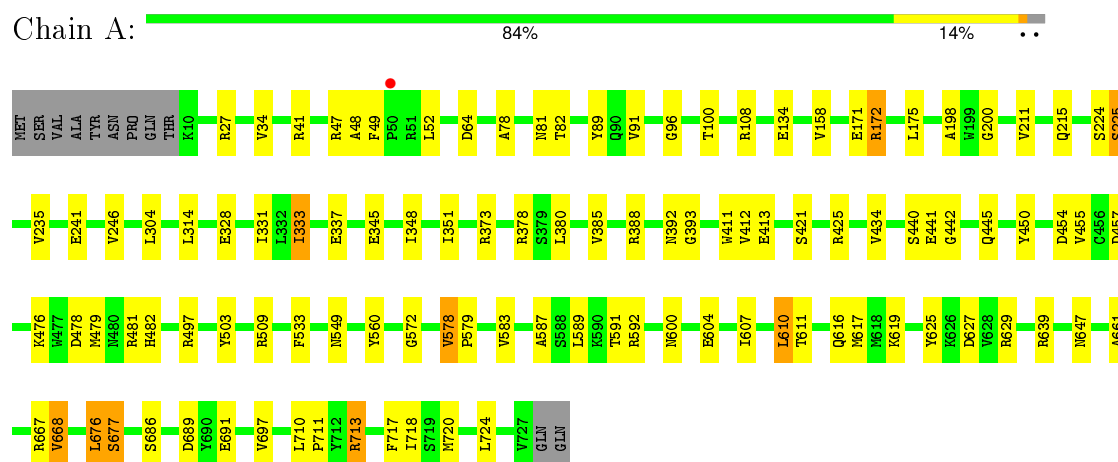 Chain A:
84% 14% • •
MET SER VAL ALA TYR ASN PRO GLN THR K10 R27 V34 R41 R47 A48 F49 P50 R51 L52 D64 A78 N81 T82 Y89 Q90 V91 G96 T100 R108 E134 V158 E171 R172 L175 A198 W199 G200 V211 Q215 S224 S225
V235 E241 V246 L304 L314 E328 I331 L332 I333 E337 E345 I348 I351 R373 R378 S379 L380 V385 R388 N392 G393 W411 V412 E413 S421 R425 V434 S440 E441 G442 Q445 Y450 D454 V455 C456 D457
K476 W477 D478 M479 N480 R481 H482 R497 Y503 R509 F533 N549 Y560 G572 V578 P579 V583 A587 S588 L589 K590 T591 R592 N600 E604 I607 L610 T611 Q616 M617 M618 K619 Y625 K626 D627 V628 R629 R639 N647 A661
R667 V668 L676 S677 S686 D689 Y690 E691 V697 L710 P711 Y712 R713 F717 I718 S719 M720 L724 V727 GLN GLN